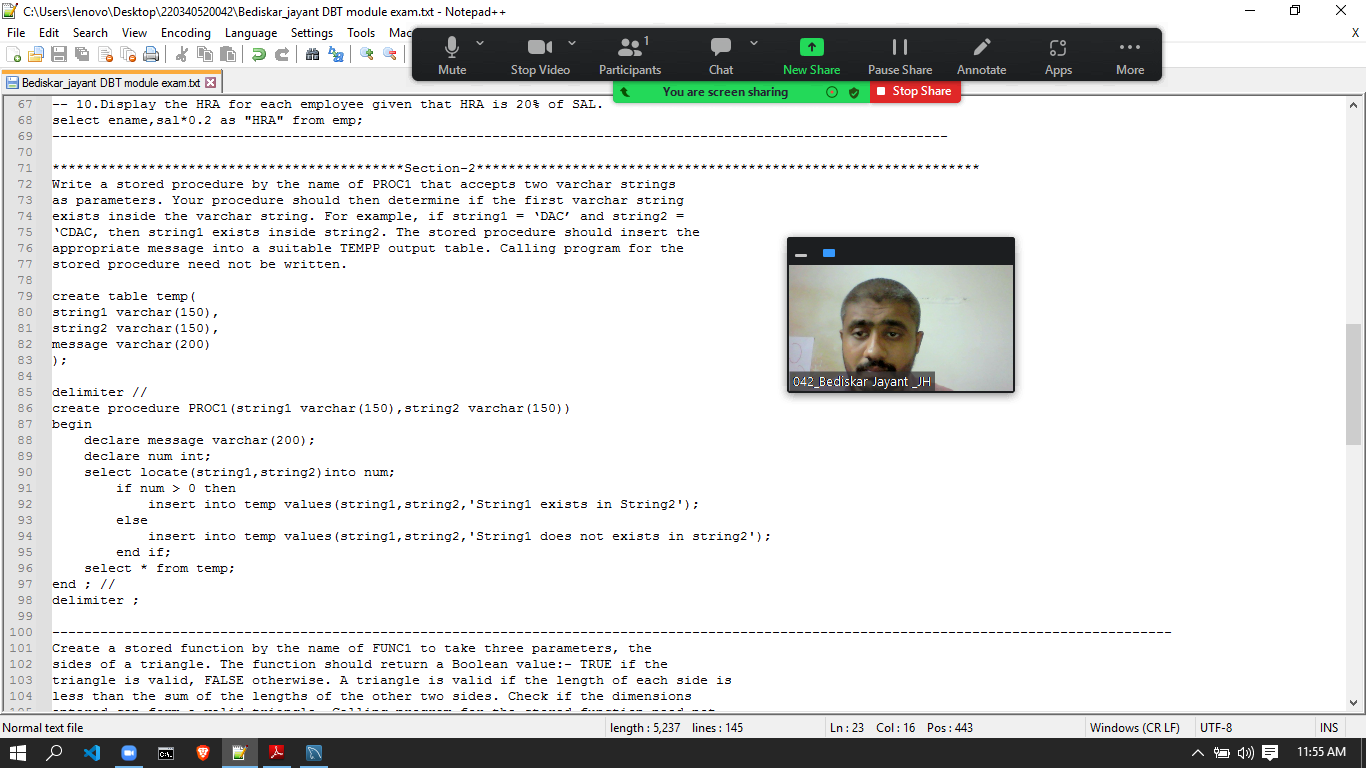 C:\Users\lenovo\Desktop\220340520042\Bediskar_jayant DBT module exam.txt - Notepad++
File Edit Search View Encoding Language Settings Tools Mac
X
Mute
Stop Video
1
Participants
Chat
New Share
Pause Share
Annotate
Apps
More
You are screen sharing
Stop Share
Bediskar_jayant DBT module exam.txt
67 -- 10.Display the HRA for each employee given that HRA is 20% of SAL.
68 select ename,sal*0.2 as "HRA" from emp;
69 ----------------------------------------------------------------------------------------------------------------
70
71 ********************************************Section-2***************************************************************
72 Write a stored procedure by the name of PROC1 that accepts two varchar strings
73 as parameters. Your procedure should then determine if the first varchar string
74 exists inside the varchar string. For example, if string1 = ‘DAC’ and string2 =
75 ‘CDAC, then string1 exists inside string2. The stored procedure should insert the
76 appropriate message into a suitable TEMPP output table. Calling program for the
77 stored procedure need not be written.
78
79 create table temp(
80 string1 varchar(150),
81 string2 varchar(150),
82 message varchar(200)
83 );
84
85 delimiter //
86 create procedure PROC1(string1 varchar(150),string2 varchar(150))
87 begin
88 declare message varchar(200);
89 declare num int;
90 select locate(string1,string2)into num;
91 if num > 0 then
92 insert into temp values(string1,string2,'String1 exists in String2');
93 else
94 insert into temp values(string1,string2,'String1 does not exists in string2');
95 end if;
96 select * from temp;
97 end ; //
98 delimiter ;
99
100 --------------------------------------------------------------------------------------------------------------------------------------------
101 Create a stored function by the name of FUNC1 to take three parameters, the
102 sides of a triangle. The function should return a Boolean value:- TRUE if the
103 triangle is valid, FALSE otherwise. A triangle is valid if the length of each side is
104 less than the sum of the lengths of the other two sides. Check if the dimensions
042_Bediskar Jayant _JH
Normal text file
length : 5,237 lines : 145
Ln : 23 Col : 16 Pos : 443
Windows (CR LF)
UTF-8
INS
11:55 AM